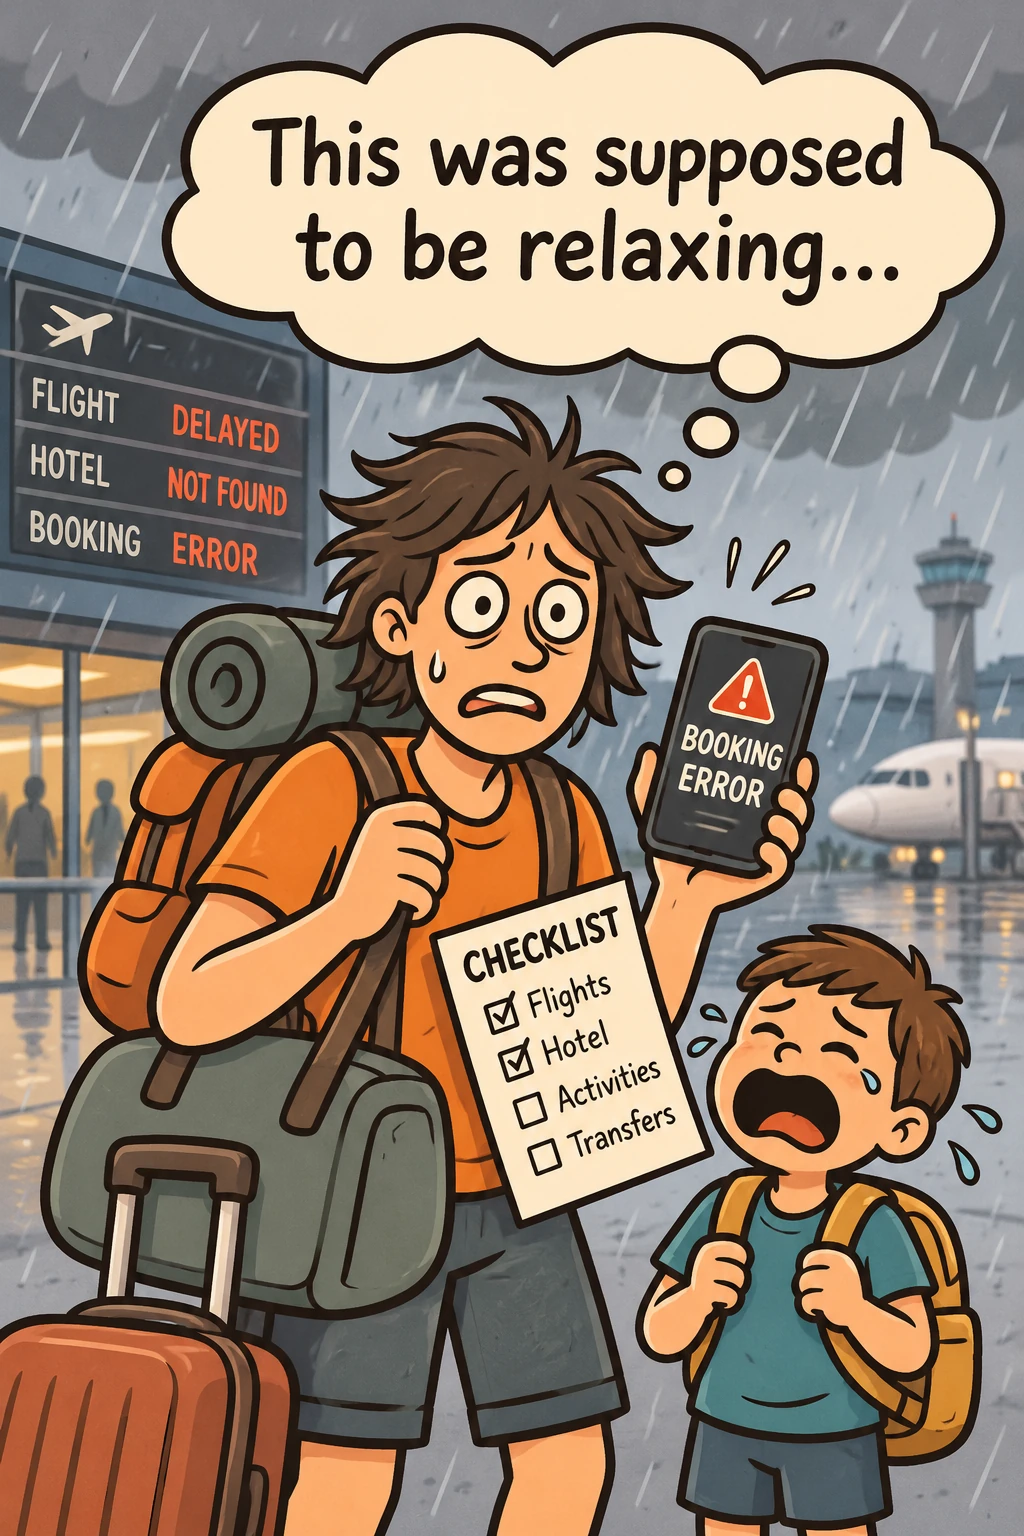 This was supposed
to be relaxing...
FLIGHT DELAYED
HOTEL NOT FOUND
BOOKING ERROR
BOOKING
ERROR
CHECKLIST
Flights
Hotel
Activities
Transfers